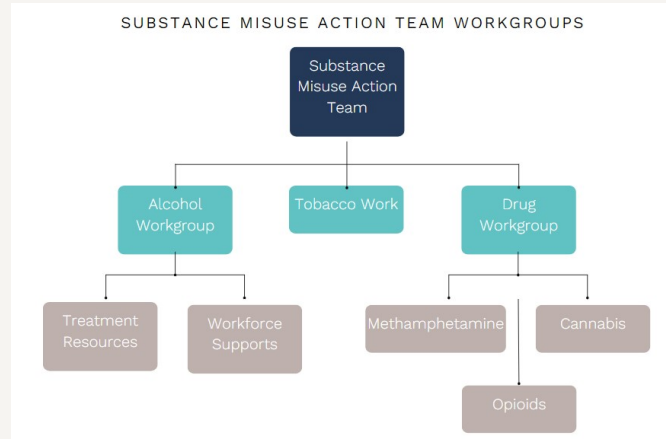 SUBSTANCE MISUSE ACTION TEAM WORKGROUPS
Substance
Misuse Action
Team
Alcohol
Workgroup
Tobacco Work
Drug
Workgroup
Treatment
Resources
Workforce
Supports
Methamphetamine
Cannabis
Opioids